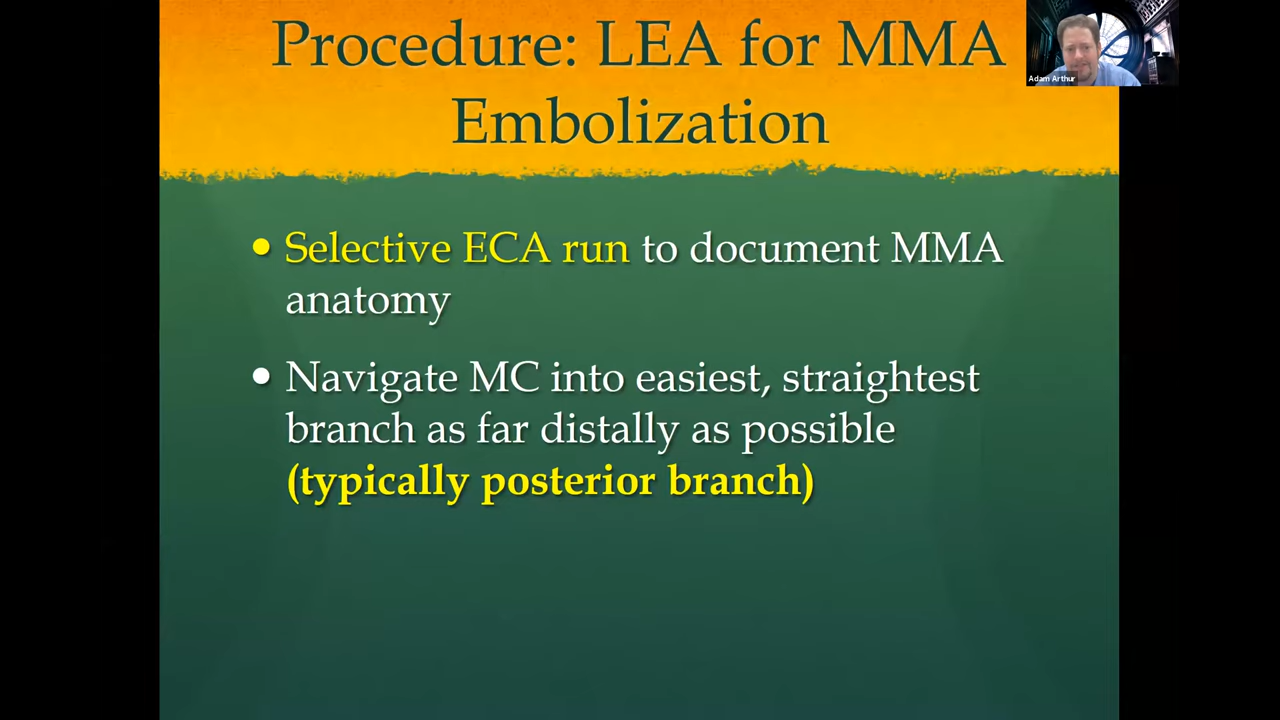 Procedure: LEA for MMA
Embolization
Adam Arthur
• Selective ECA run to document MMA
anatomy
• Navigate MC into easiest, straightest
branch as far distally as possible
(typically posterior branch)